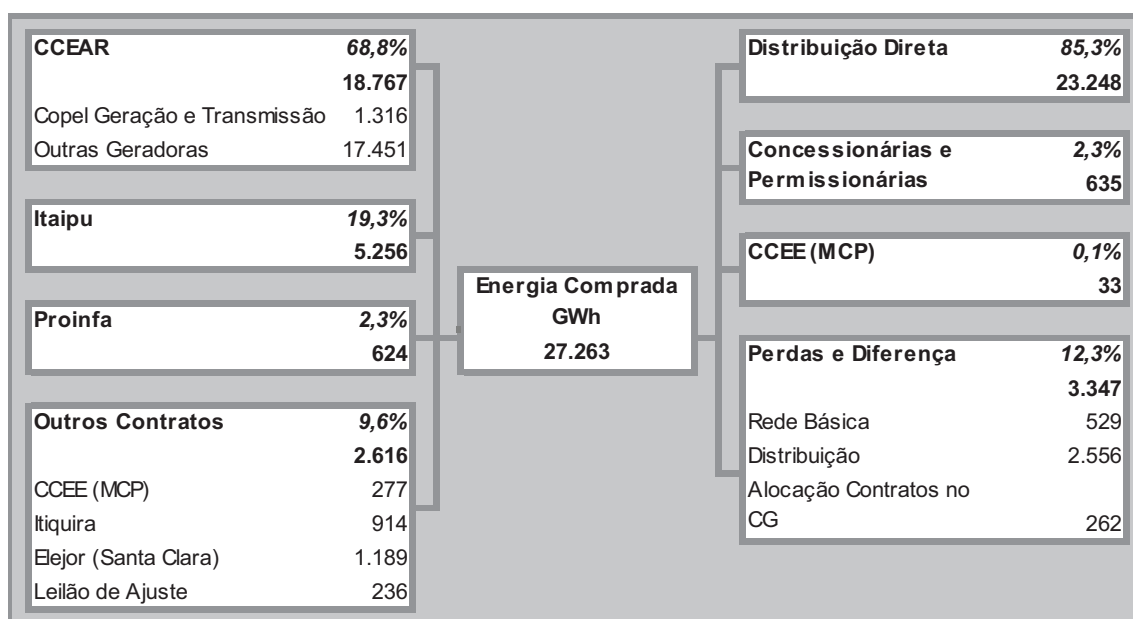 CCEAR 68,8%
18.767
Copel Geração e Transmissão 1.316
Outras Geradoras 17.451
Itaipu 19,3%
5.256
Proinfa 2,3%
624
Outros Contratos 9,6%
2.616
CCEE (MCP) 277
Itiquira 914
Elejor (Santa Clara) 1.189
Leilão de Ajuste 236
Energia Comprada
GWh
27.263
Distribuição Direta 85,3%
23.248
Concessionárias e 2,3%
Permissionárias 635
CCEE (MCP) 0,1%
33
Perdas e Diferença 12,3%
3.347
Rede Básica 529
Distribuição 2.556
Alocação Contratos no
CG 262